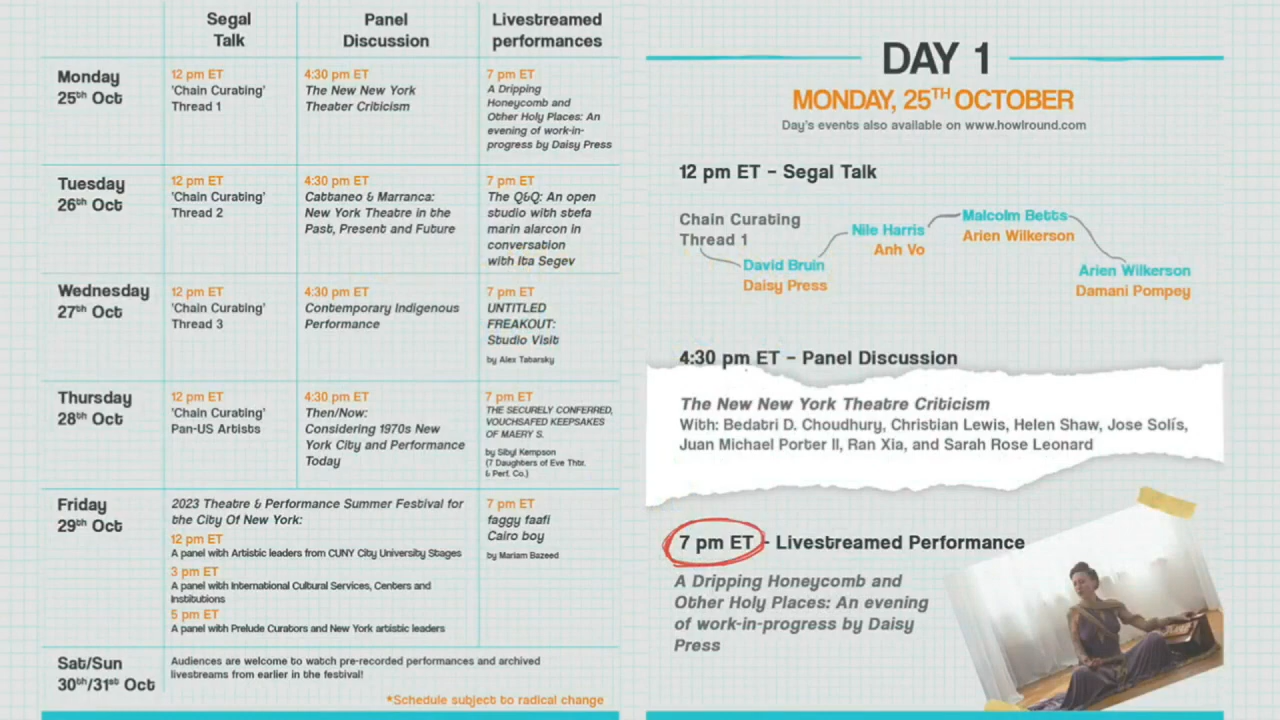 Segal
Talk
Panel
Discussion
Livestreamed
performances
Monday
25th Oct
12 pm ET
'Chain Curating'
Thread 1
4:30 pm ET
The New New York
Theater Criticism
7 pm ET
A Dripping
Honeycomb and
Other Holy Places: An
evening of work-in-
progress by Daisy Press
Tuesday
26th Oct
12 pm ET
'Chain Curating'
Thread 2
4:30 pm ET
Cattaneo & Marranca:
New York Theatre in the
Past, Present and Future
7 pm ET
The Q&Q: An open
studio with stefa
marin alarcon in
conversation
with Ita Segev
Wednesday
27th Oct
12 pm ET
'Chain Curating'
Thread 3
4:30 pm ET
Contemporary Indigenous
Performance
7 pm ET
UNTITLED
FREAKOUT:
Studio Visit
by Alex Tatarsky
Thursday
28th Oct
12 pm ET
'Chain Curating'
Pan-US Artists
4:30 pm ET
Then/Now:
Considering 1970s New
York City and Performance
Today
7 pm ET
THE SECURELY CONFERRED,
VOUCHSAFED KEEPSAKES
OF MAERY S.
by Sibyl Kempson
(7 Daughters of Eve Thtr.
& Perf. Co.)
Friday
29th Oct
2023 Theatre & Performance Summer Festival for
the City Of New York:
12 pm ET
A panel with Artistic leaders from CUNY City University Stages
3 pm ET
A panel with International Cultural Services, Centers and
Institutions
5 pm ET
A panel with Prelude Curators and New York artistic leaders
7 pm ET
faggy faafi
Cairo boy
by Mariam Bazeed
Sat/Sun
30th/31st Oct
Audiences are welcome to watch pre-recorded performances and archived
livestreams from earlier in the festival!
*Schedule subject to radical change
DAY 1
MONDAY, 25TH OCTOBER
Day's events also available on www.howlround.com
12 pm ET – Segal Talk
Chain Curating
Thread 1
David Bruin
Daisy Press
Nile Harris
Anh Vo
Malcolm Betts
Arien Wilkerson
Arien Wilkerson
Damani Pompey
4:30 pm ET – Panel Discussion
The New New York Theatre Criticism
With: Bedatri D. Choudhury, Christian Lewis, Helen Shaw, Jose Solís,
Juan Michael Porter II, Ran Xia, and Sarah Rose Leonard
7 pm ET - Livestreamed Performance
A Dripping Honeycomb and
Other Holy Places: An evening
of work-in-progress by Daisy
Press